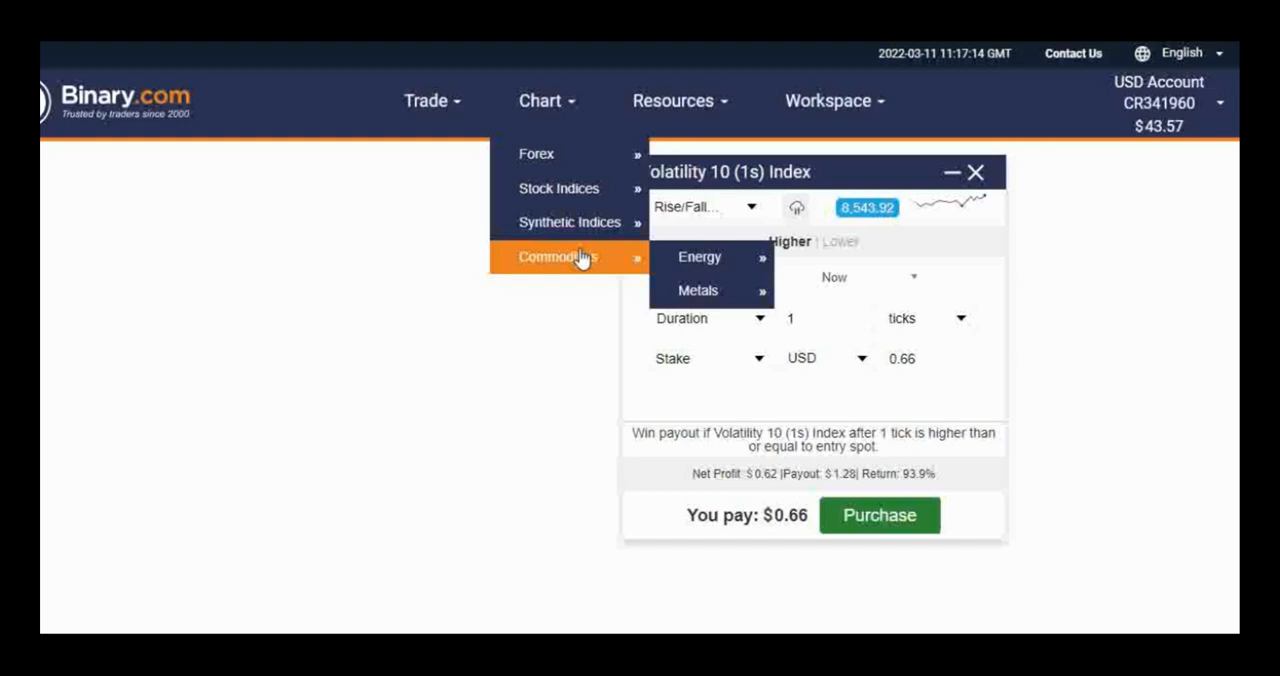 2022-03-11 11:17:14 GMT Contact Us English
Binary.com
Trusted by traders since 2000
Trade Chart Resources Workspace
USD Account
CR341960
$43.57
Forex »
Stock Indices »
Synthetic Indices »
Commodities »
Energy »
Metals »
olatility 10 (1s) Index
Rise/Fall... 8,543.92
Higher | Lower
Now
Duration 1 ticks
Stake USD 0.66
Win payout if Volatility 10 (1s) Index after 1 tick is higher than
or equal to entry spot.
Net Profit: $ 0.62 |Payout: $ 1.28| Return: 93.9%
You pay: $0.66 Purchase